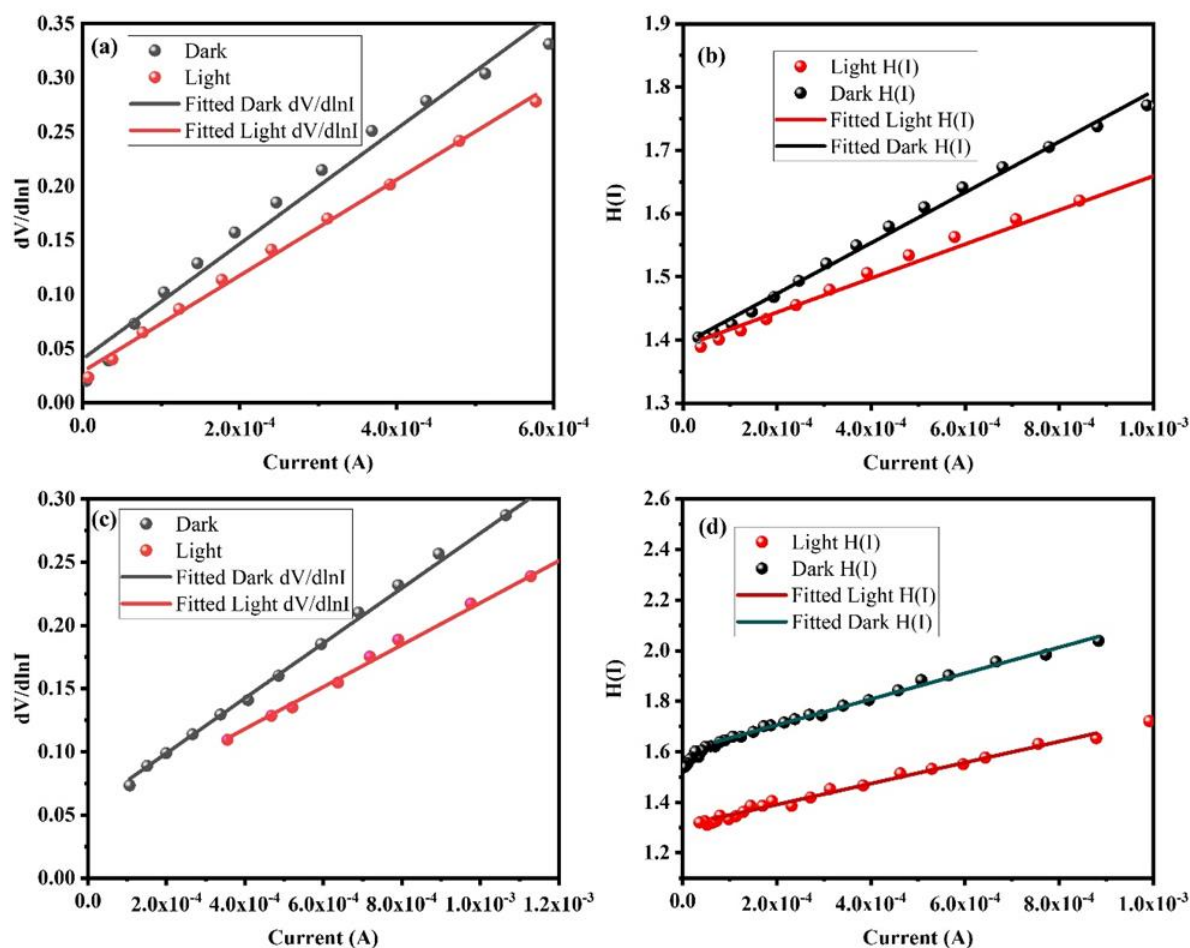 (a)
Dark
Light
Fitted Dark dV/dlnI
Fitted Light dV/dlnI
0.35
0.30
0.25
0.20
0.15
0.10
0.05
0.00
dV/dlnI
0.0 2.0x10⁻⁴ 4.0x10⁻⁴ 6.0x10⁻⁴
Current (A)
(b)
Light H(I)
Dark H(I)
Fitted Light H(I)
Fitted Dark H(I)
1.9
1.8
1.7
1.6
1.5
1.4
1.3
H(I)
0.0 2.0x10⁻⁴ 4.0x10⁻⁴ 6.0x10⁻⁴ 8.0x10⁻⁴ 1.0x10⁻³
Current (A)
(c)
Dark
Light
Fitted Dark dV/dlnI
Fitted Light dV/dlnI
0.30
0.25
0.20
0.15
0.10
0.05
0.00
dV/dlnI
0.0 2.0x10⁻⁴ 4.0x10⁻⁴ 6.0x10⁻⁴ 8.0x10⁻⁴ 1.0x10⁻³ 1.2x10⁻³
Current (A)
(d)
Light H(I)
Dark H(I)
Fitted Light H(I)
Fitted Dark H(I)
2.6
2.4
2.2
2.0
1.8
1.6
1.4
1.2
H(I)
0.0 2.0x10⁻⁴ 4.0x10⁻⁴ 6.0x10⁻⁴ 8.0x10⁻⁴ 1.0x10⁻³
Current (A)